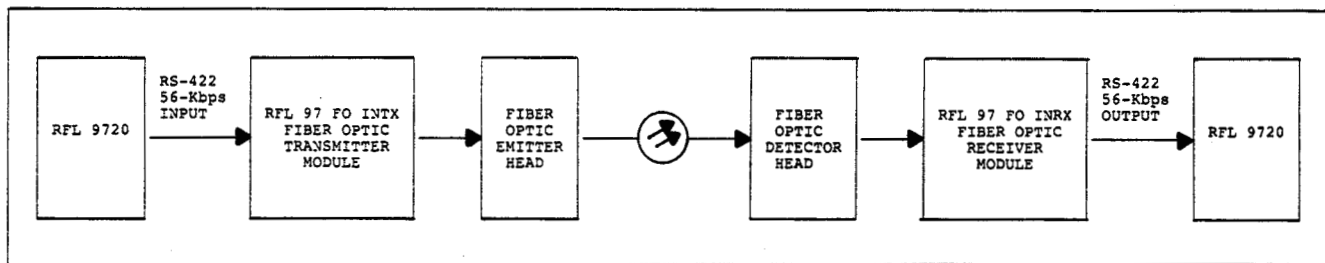 RFL 9720
RS-422
56-Kbps
INPUT
RFL 97 FO INTX
FIBER OPTIC
TRANSMITTER
MODULE
FIBER
OPTIC
EMITTER
HEAD
FIBER
OPTIC
DETECTOR
HEAD
RFL 97 FO INRX
FIBER OPTIC
RECEIVER
MODULE
RS-422
56-Kbps
OUTPUT
RFL 9720